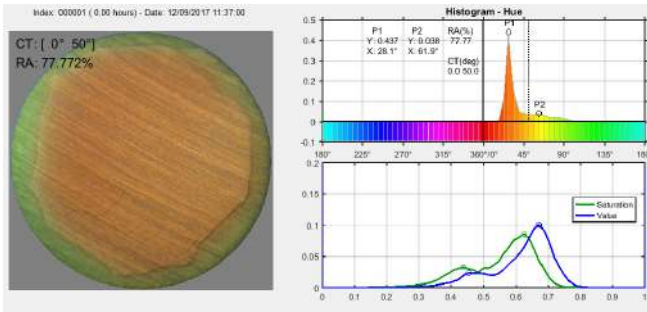 Index: 000001 ( 0.00 hours) - Date: 12/09/2017 11:37:00
CT: [ .0° 50°]
RA: 77.772%
Histogram - Hue
P1 P2 RA(%)
Y: 0.437 Y: 0.038 77.77
X: 28.1° X: 61.9°
CT(deg)
0.0 50.0
P1
P2
0.5
0.4
0.3
0.2
0.1
0
-0.1
180° 225° 270° 315° 360°/0° 45° 90° 135° 18
0.2
0.15
0.1
0.05
0
Saturation
Value
0 0.1 0.2 0.3 0.4 0.5 0.6 0.7 0.8 0.9 1